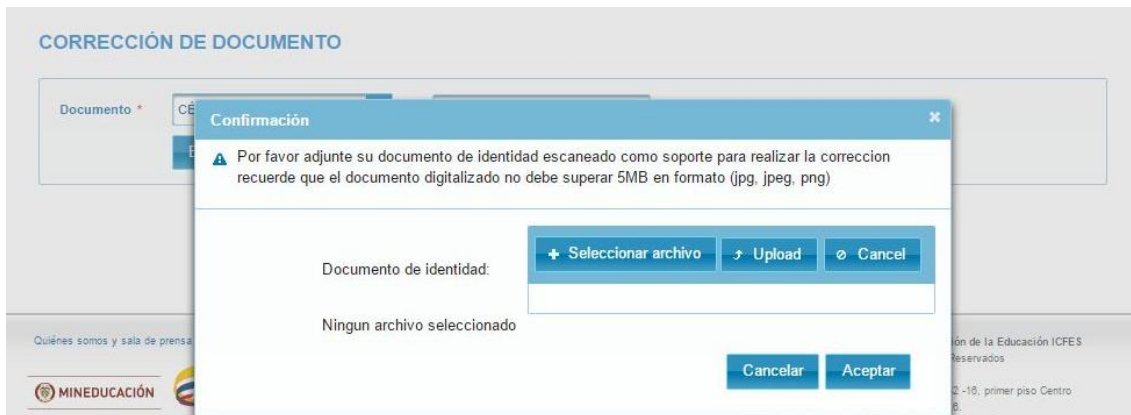 CORRECCIÓN DE DOCUMENTO
Documento *
CÉ
Confirmación
Por favor adjunte su documento de identidad escaneado como soporte para realizar la correccion
recuerde que el documento digitalizado no debe superar 5MB en formato (jpg, jpeg, png)
Seleccionar archivo
Upload
Cancel
Documento de identidad:
Ningun archivo seleccionado
Cancelar
Aceptar
Quiénes somos y sala de prensa
ión de la Educación ICFES
Reservados
MINEDUCACIÓN
2 -16, primer piso Centro